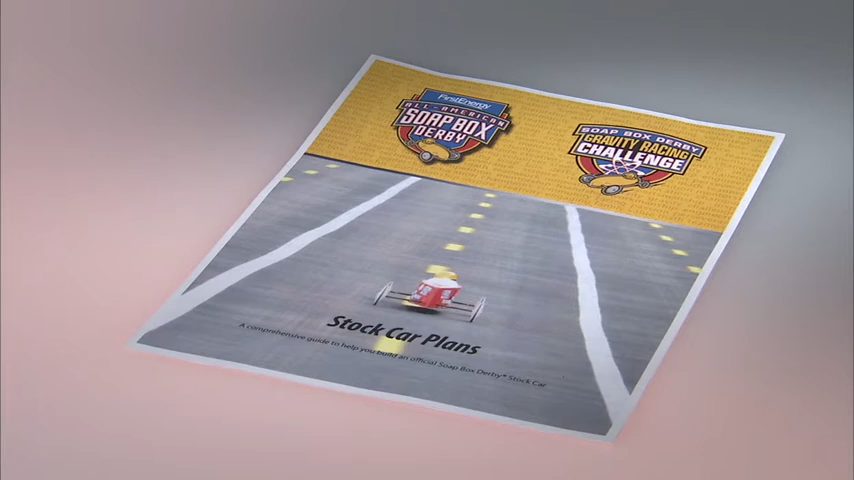 FirstEnergy
ALL-AMERICAN
SOAP BOX
DERBY
SOAP BOX DERBY
GRAVITY RACING
CHALLENGE
Stock Car Plans
A comprehensive guide to help you build an official Soap Box Derby® Stock Car